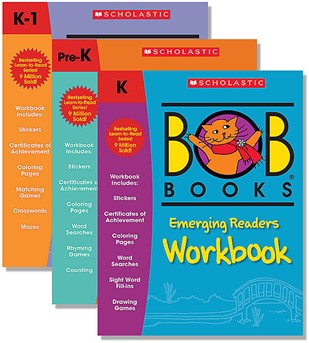 K-1
SCHOLASTIC
Bestselling
Learn-to-Read
Series!
9 Million
Sold!
Workbook
Includes:
Stickers
Certificates of
Achievement
Coloring
Pages
Matching
Games
Crosswords
Mazes
Pre-K
SCHOLASTIC
Bestselling
Learn-to-Read
Series!
9 Million
Sold!
Workbook
Includes:
Stickers
Certificates of
Achievement
Coloring
Pages
Word
Searches
Rhyming
Games
Counting
K
SCHOLASTIC
Bestselling
Learn-to-Read
Series!
9 Million
Sold!
Workbook
Includes:
Stickers
Certificates of
Achievement
Coloring
Pages
Word
Searches
Sight Word
Fill-ins
Drawing
Games
BOB
BOOKS®
Emerging Readers
Workbook